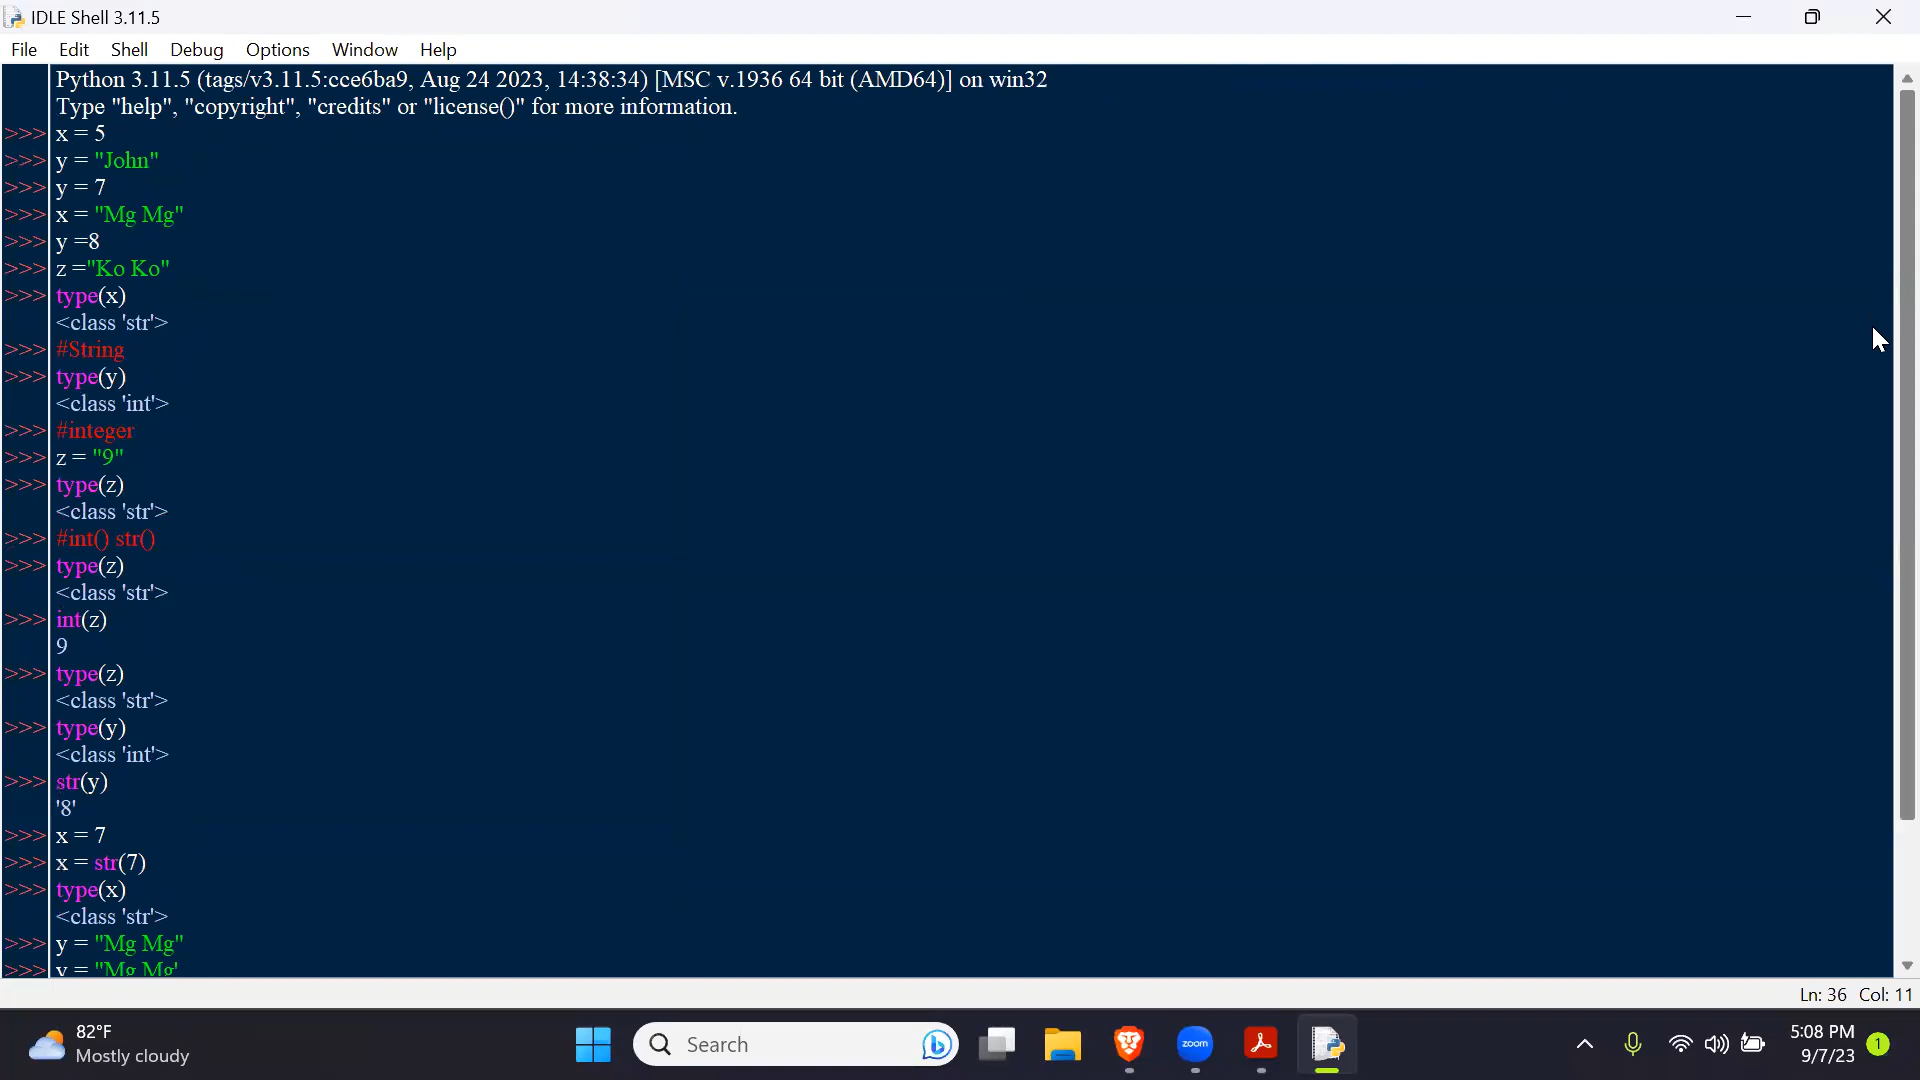 IDLE Shell 3.11.5
File Edit Shell Debug Options Window Help
Python 3.11.5 (tags/v3.11.5:cce6ba9, Aug 24 2023, 14:38:34) [MSC v.1936 64 bit (AMD64)] on win32
Type "help", "copyright", "credits" or "license()" for more information.
>>> x = 5
>>> y = "John"
>>> y = 7
>>> x = "Mg Mg"
>>> y =8
>>> z ="Ko Ko"
>>> type(x)
<class 'str'>
>>> #String
>>> type(y)
<class 'int'>
>>> #integer
>>> z = "9"
>>> type(z)
<class 'str'>
>>> #int() str()
>>> type(z)
<class 'str'>
>>> int(z)
9
>>> type(z)
<class 'str'>
>>> type(y)
<class 'int'>
>>> str(y)
'8'
>>> x = 7
>>> x = str(7)
>>> type(x)
<class 'str'>
>>> y = "Mg Mg"
>>> y = "Mg Mg'
Ln: 36 Col: 11
82°F
Mostly cloudy
Search
zoom
5:08 PM
9/7/23
1